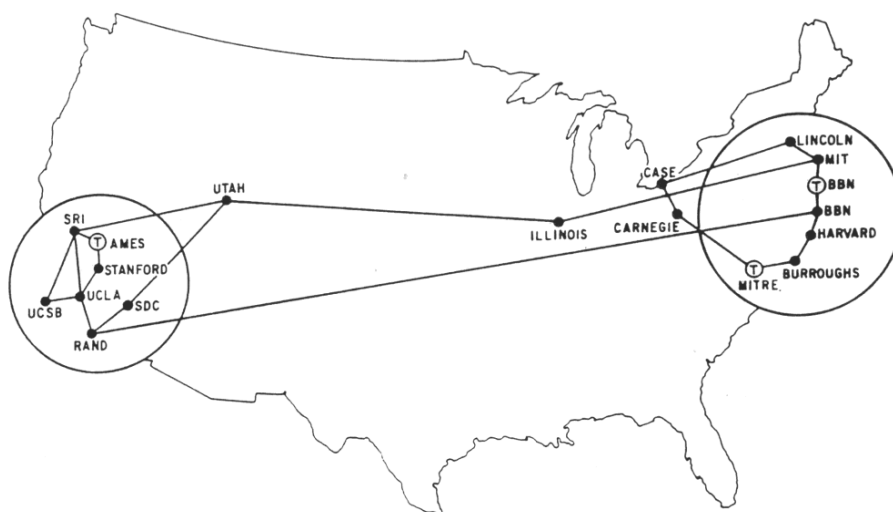 LINCOLN
MIT
CASE
T BBN
UTAH
BBN
SRI
ILLINOIS
CARNEGIE
HARVARD
T AMES
STANFORD
T
BURROUGHS
MITRE
UCLA
SDC
UCSB
RAND